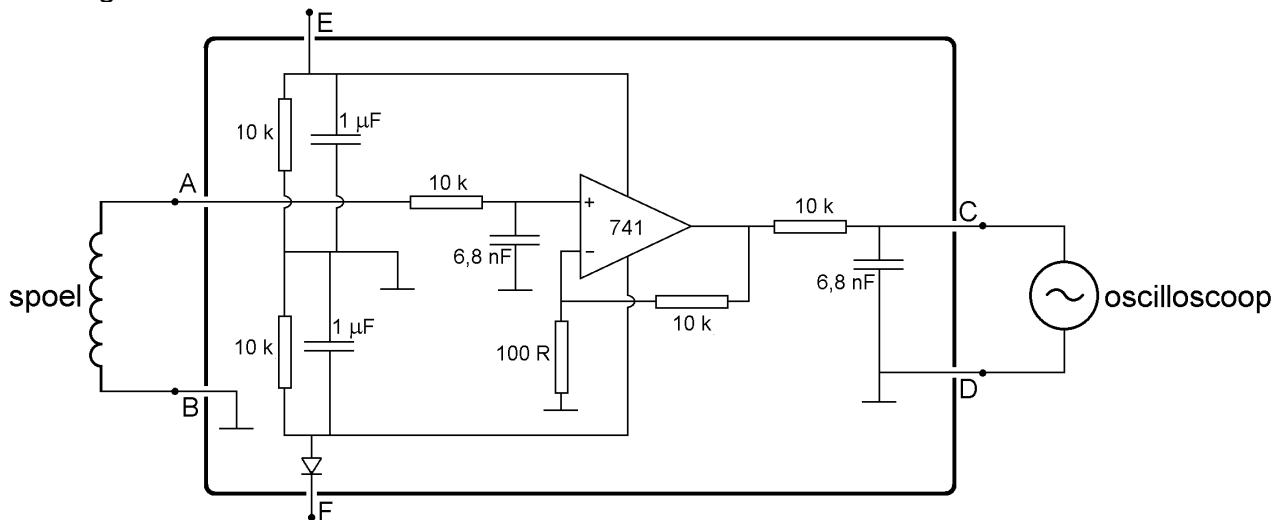 E
10 k
1 μF
A
10 k
+
741
−
6,8 nF
10 k
C
6,8 nF
spoel
oscilloscoop
10 k
1 μF
10 k
100 R
B
D
F